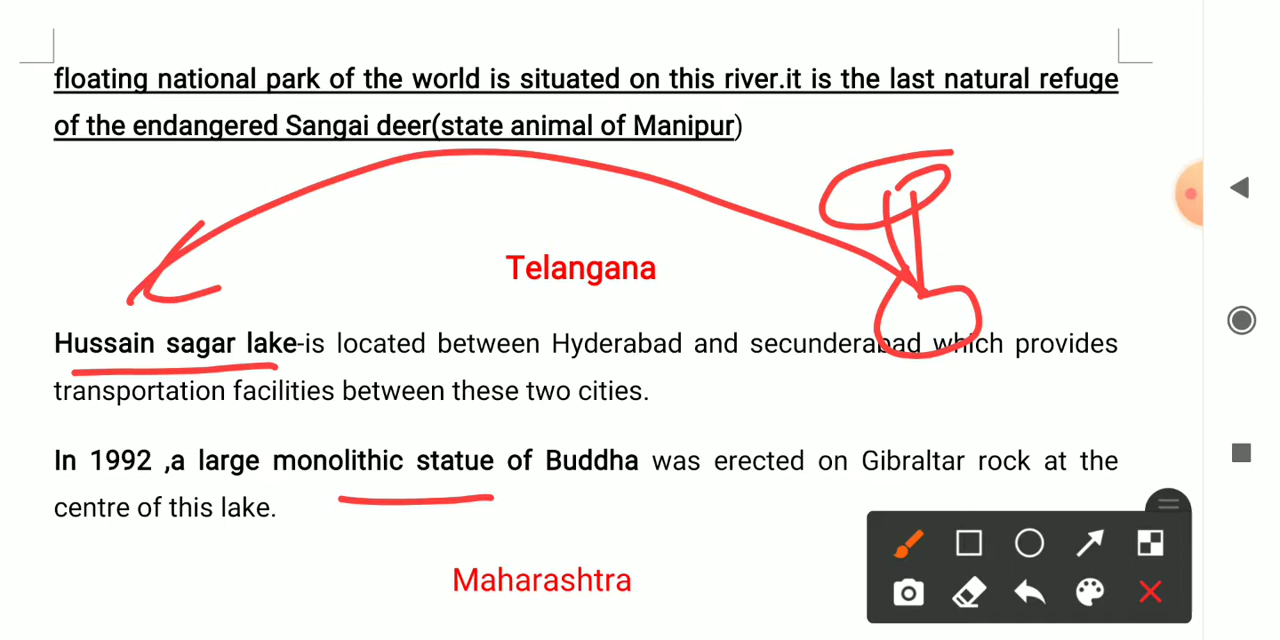 floating national park of the world is situated on this river.it is the last natural refuge
of the endangered Sangai deer(state animal of Manipur)
Telangana
Hussain sagar lake-is located between Hyderabad and secunderabad which provides
transportation facilities between these two cities.
In 1992 ,a large monolithic statue of Buddha was erected on Gibraltar rock at the
centre of this lake.
Maharashtra